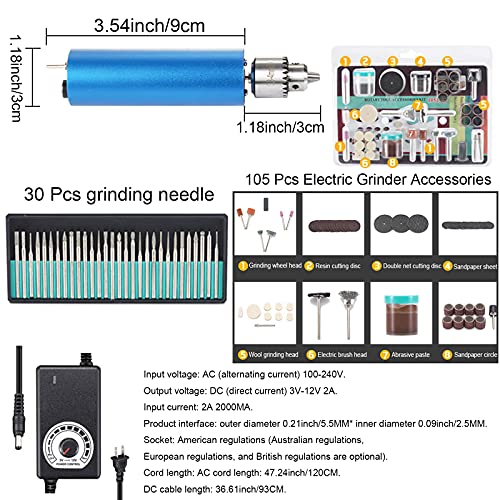 3.54inch/9cm
1.18inch/3cm
1.18inch/3cm
30 Pcs grinding needle
105 Pcs Electric Grinder Accessories
1 Grinding wheel head
2 Resin cutting disc
3 Double net cutting disc
4 Sandpaper sheet
5 Wool grinding head
6 Electric brush head
7 Abrasive paste
8 Sandpaper circle
Input voltage: AC (alternating current) 100-240V.
Output voltage: DC (direct current) 3V-12V 2A.
Input current: 2A 2000MA.
Product interface: outer diameter 0.21inch/5.5MM* inner diameter 0.09inch/2.5MM.
Socket: American regulations (Australian regulations,
European regulations, and British regulations are optional).
Cord length: AC cord length: 47.24inch/120CM.
DC cable length: 36.61inch/93CM.
POWER CONTROL